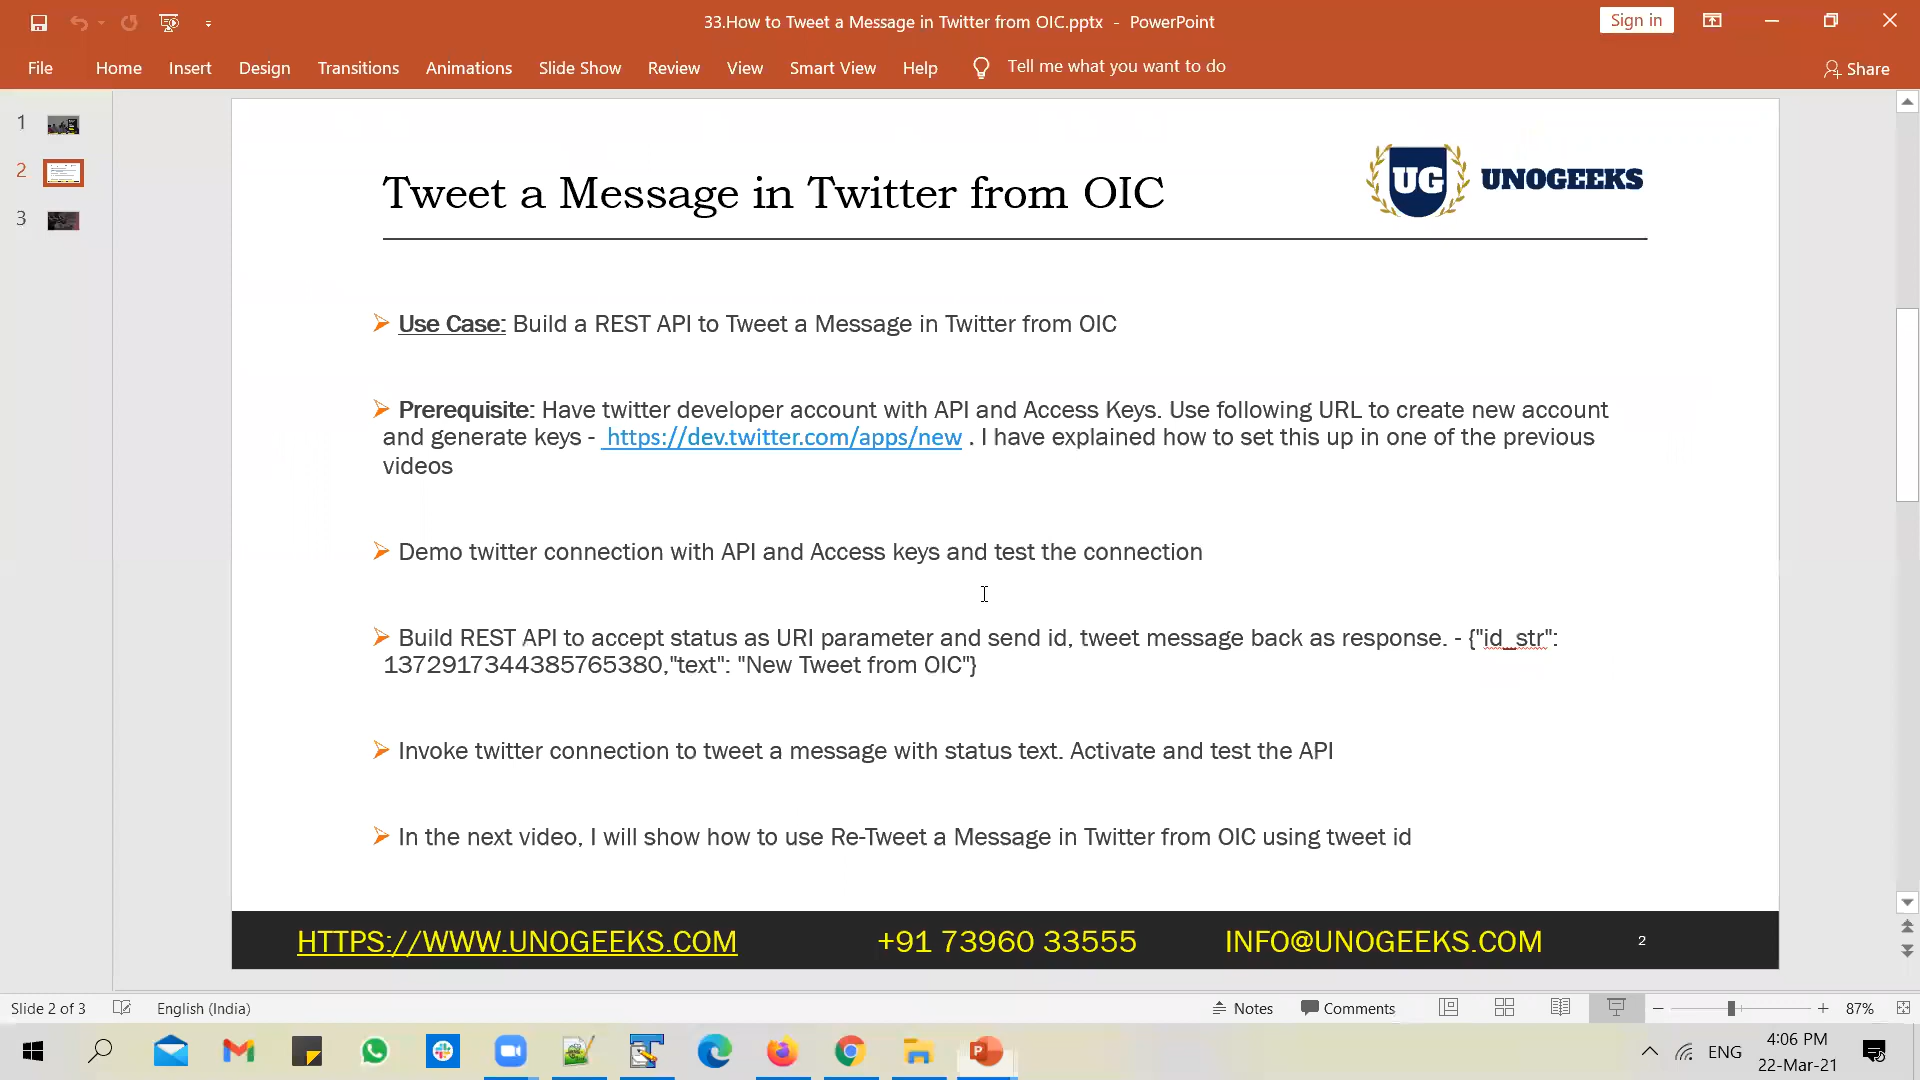 33.How to Tweet a Message in Twitter from OIC.pptx - PowerPoint
Sign in
File Home Insert Design Transitions Animations Slide Show Review View Smart View Help Tell me what you want to do Share
1
2
3
Tweet a Message in Twitter from OIC
UG UNOGEEKS
Use Case: Build a REST API to Tweet a Message in Twitter from OIC
Prerequisite: Have twitter developer account with API and Access Keys. Use following URL to create new account
and generate keys - https://dev.twitter.com/apps/new . I have explained how to set this up in one of the previous
videos
Demo twitter connection with API and Access keys and test the connection
Build REST API to accept status as URI parameter and send id, tweet message back as response. - {"id_str":
1372917344385765380,"text": "New Tweet from OIC"}
Invoke twitter connection to tweet a message with status text. Activate and test the API
In the next video, I will show how to use Re-Tweet a Message in Twitter from OIC using tweet id
HTTPS://WWW.UNOGEEKS.COM +91 73960 33555 INFO@UNOGEEKS.COM 2
Slide 2 of 3 English (India) Notes Comments 87%
ENG
4:06 PM
22-Mar-21